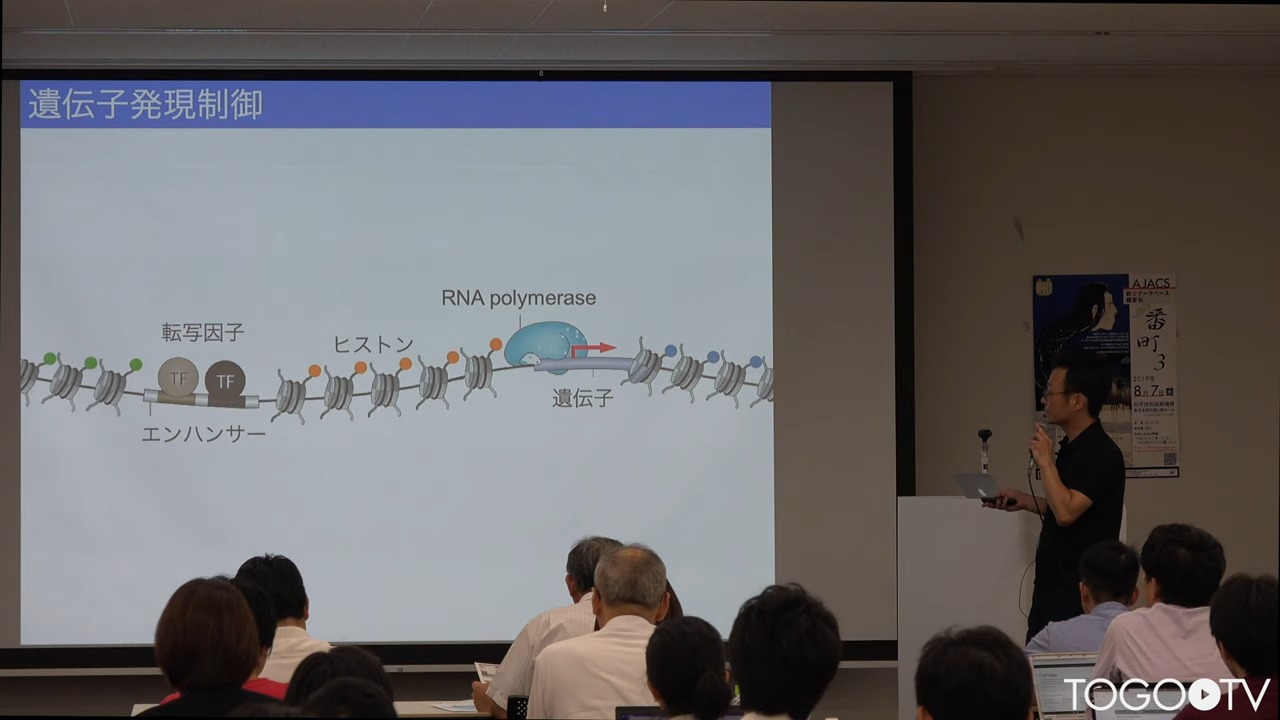 遺伝子発現制御
RNA polymerase
転写因子
ヒストン
TF
TF
遺伝子
エンハンサー
AJACS
番町3
2019年
8月7日
TOGOTV